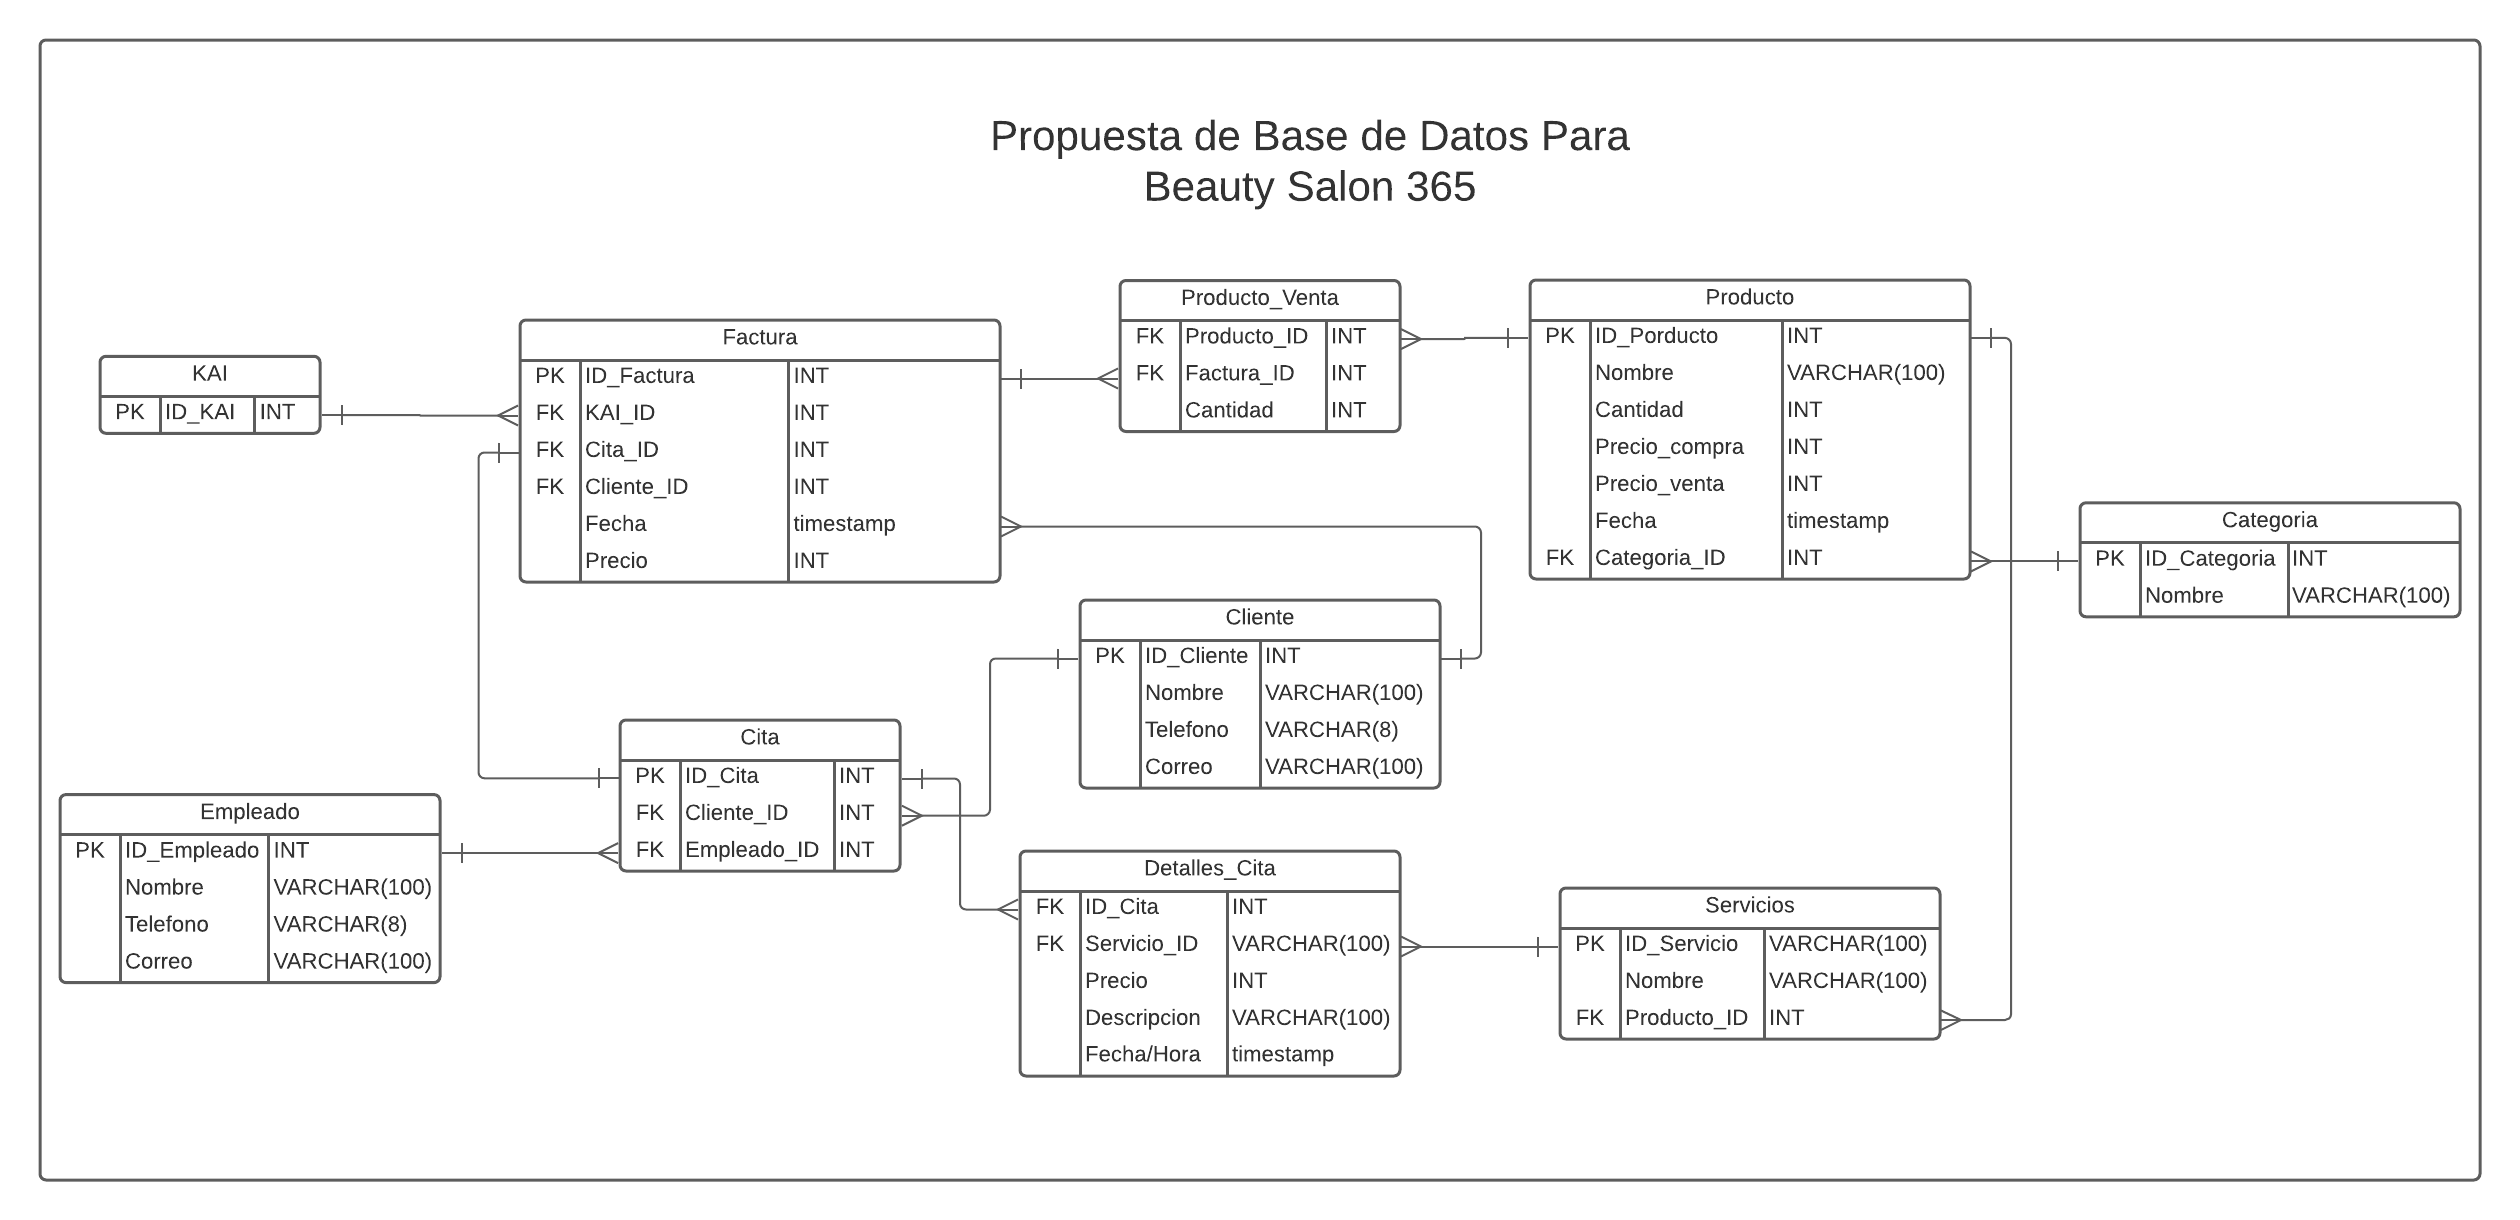 Propuesta de Base de Datos Para
Beauty Salon 365
KAI
PK ID_KAI INT
Factura
PK ID_Factura INT
FK KAI_ID INT
FK Cita_ID INT
FK Cliente_ID INT
Fecha timestamp
Precio INT
Producto_Venta
FK Producto_ID INT
FK Factura_ID INT
Cantidad INT
Producto
PK ID_Porducto INT
Nombre VARCHAR(100)
Cantidad INT
Precio_compra INT
Precio_venta INT
Fecha timestamp
FK Categoria_ID INT
Categoria
PK ID_Categoria INT
Nombre VARCHAR(100)
Cliente
PK ID_Cliente INT
Nombre VARCHAR(100)
Telefono VARCHAR(8)
Correo VARCHAR(100)
Cita
PK ID_Cita INT
FK Cliente_ID INT
FK Empleado_ID INT
Empleado
PK ID_Empleado INT
Nombre VARCHAR(100)
Telefono VARCHAR(8)
Correo VARCHAR(100)
Detalles_Cita
FK ID_Cita INT
FK Servicio_ID VARCHAR(100)
Precio INT
Descripcion VARCHAR(100)
Fecha/Hora timestamp
Servicios
PK ID_Servicio VARCHAR(100)
Nombre VARCHAR(100)
FK Producto_ID INT